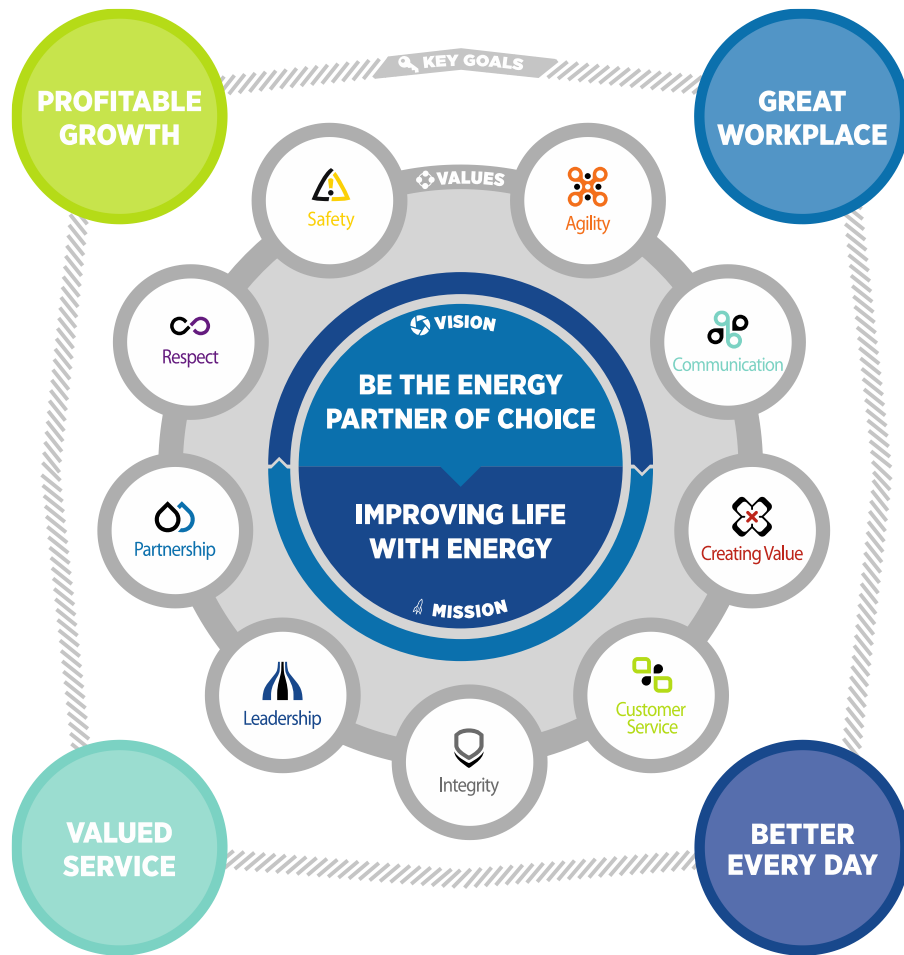 KEY GOALS
PROFITABLE
GROWTH
GREAT
WORKPLACE
VALUES
Safety
Agility
Respect
Communication
VISION
BE THE ENERGY
PARTNER OF CHOICE
Partnership
Creating Value
IMPROVING LIFE
WITH ENERGY
MISSION
Leadership
Customer
Service
Integrity
VALUED
SERVICE
BETTER
EVERY DAY